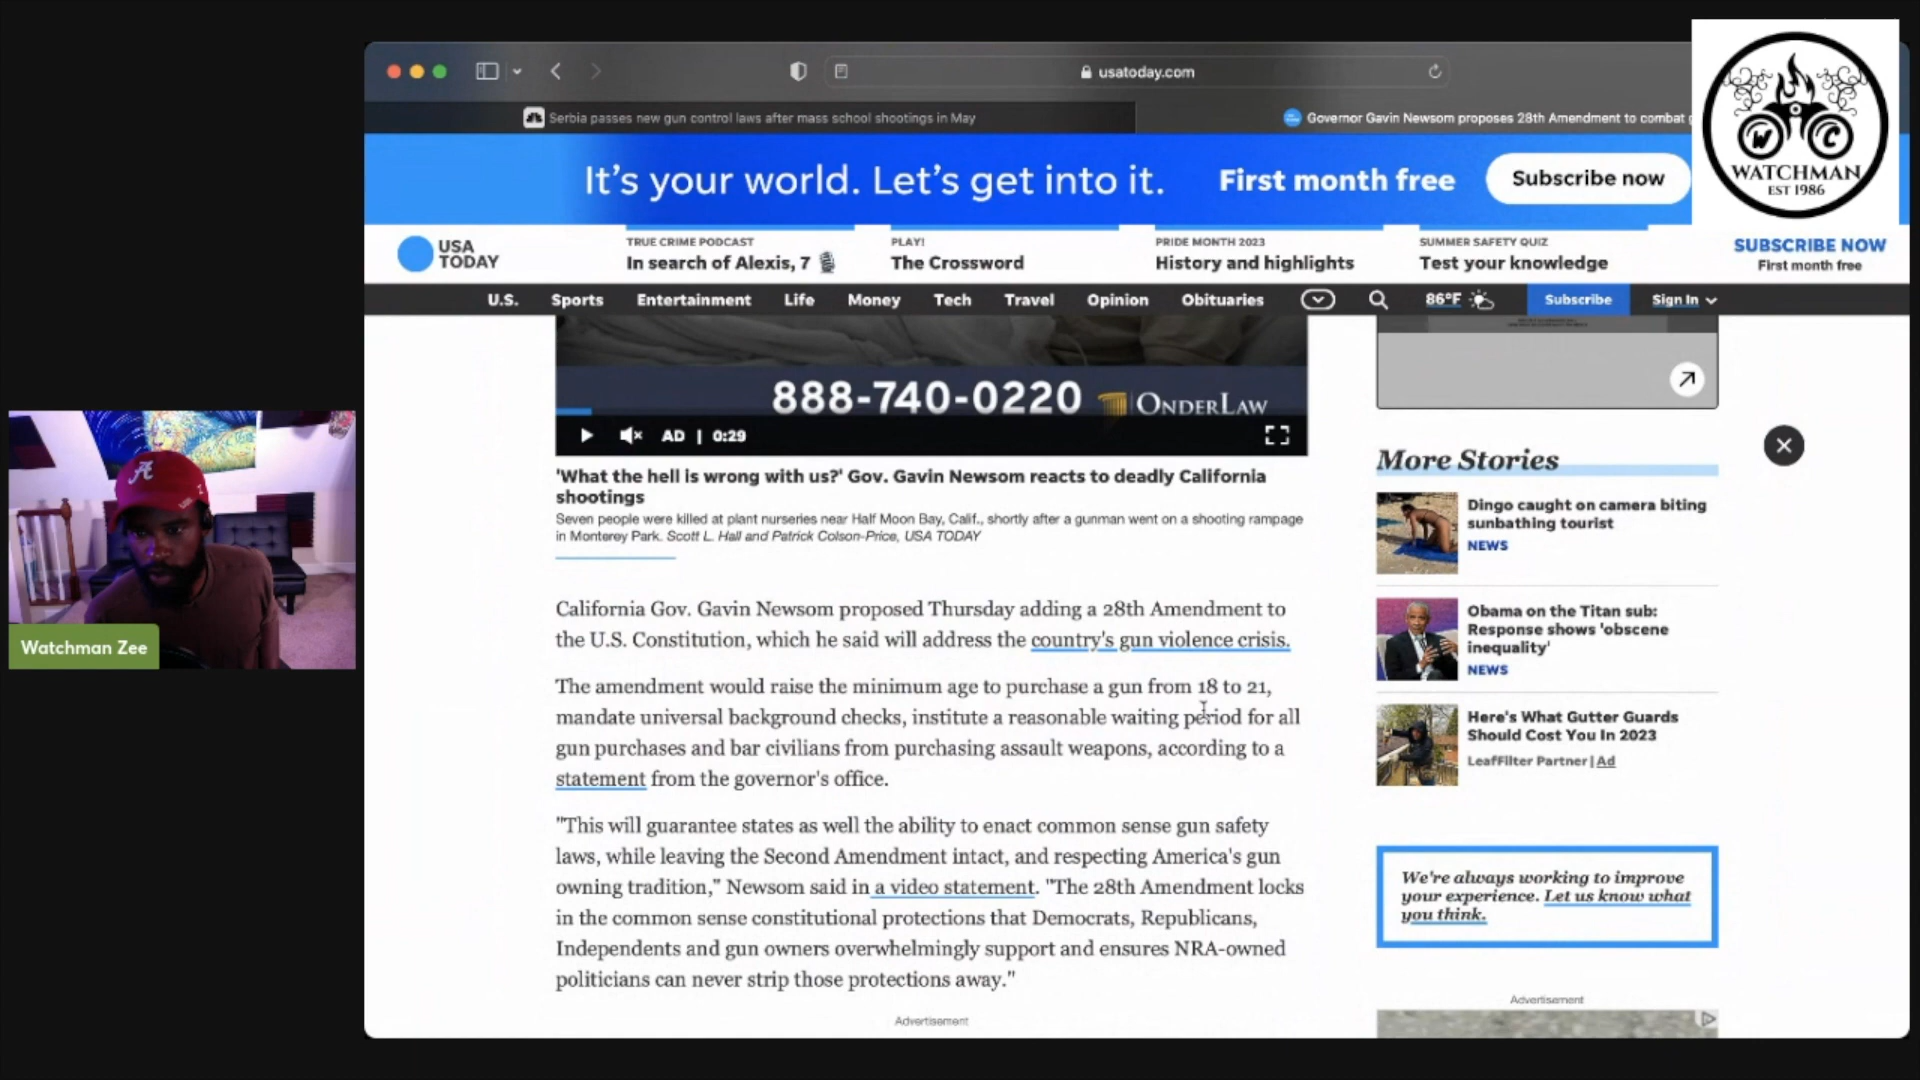 usatoday.com
Serbia passes new gun control laws after mass school shootings in May
Governor Gavin Newsom proposes 28th Amendment to combat
W C
WATCHMAN
EST 1986
It's your world. Let's get into it.
First month free
Subscribe now
USA
TODAY
TRUE CRIME PODCAST
In search of Alexis, 7
PLAY!
The Crossword
PRIDE MONTH 2023
History and highlights
SUMMER SAFETY QUIZ
Test your knowledge
SUBSCRIBE NOW
First month free
U.S. Sports Entertainment Life Money Tech Travel Opinion Obituaries 86°F Subscribe Sign In
888-740-0220 ONDERLAW
AD | 0:29
'What the hell is wrong with us?' Gov. Gavin Newsom reacts to deadly California
shootings
Seven people were killed at plant nurseries near Half Moon Bay, Calif., shortly after a gunman went on a shooting rampage
in Monterey Park. Scott L. Hall and Patrick Colson-Price, USA TODAY
California Gov. Gavin Newsom proposed Thursday adding a 28th Amendment to
the U.S. Constitution, which he said will address the country's gun violence crisis.
The amendment would raise the minimum age to purchase a gun from 18 to 21,
mandate universal background checks, institute a reasonable waiting period for all
gun purchases and bar civilians from purchasing assault weapons, according to a
statement from the governor's office.
"This will guarantee states as well the ability to enact common sense gun safety
laws, while leaving the Second Amendment intact, and respecting America's gun
owning tradition," Newsom said in a video statement. "The 28th Amendment locks
in the common sense constitutional protections that Democrats, Republicans,
Independents and gun owners overwhelmingly support and ensures NRA-owned
politicians can never strip those protections away."
Advertisement
More Stories
Dingo caught on camera biting
sunbathing tourist
NEWS
Obama on the Titan sub:
Response shows 'obscene
inequality'
NEWS
Here's What Gutter Guards
Should Cost You In 2023
LeafFilter Partner | Ad
We're always working to improve
your experience. Let us know what
you think.
Advertisement
A
Watchman Zee